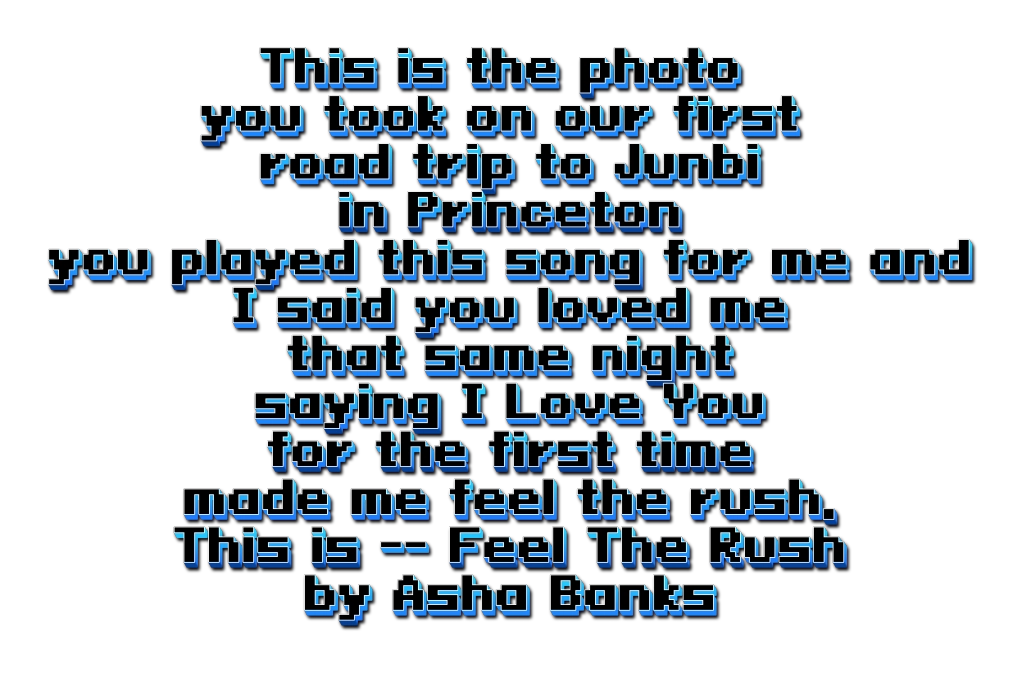 This is the photo
you took on our first
road trip to Junbi
in Princeton
you played this song for me and
I said you loved me
that same night
saying I Love You
for the first time
made me feel the rush.
This is -- Feel The Rush
by Asha Banks